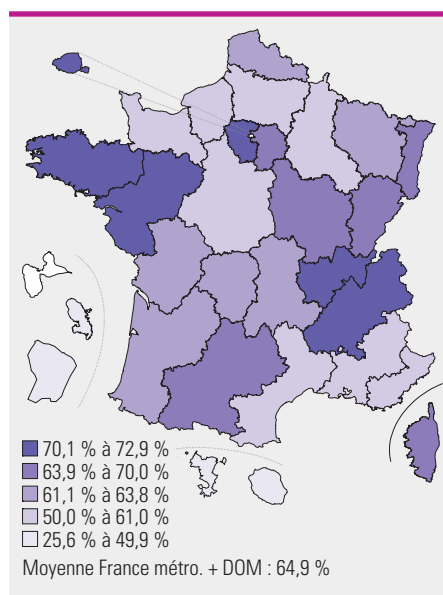 70,1 % à 72,9 %
63,9 % à 70,0 %
61,1 % à 63,8 %
50,0 % à 61,0 %
25,6 % à 49,9 %
Moyenne France métro. + DOM : 64,9 %